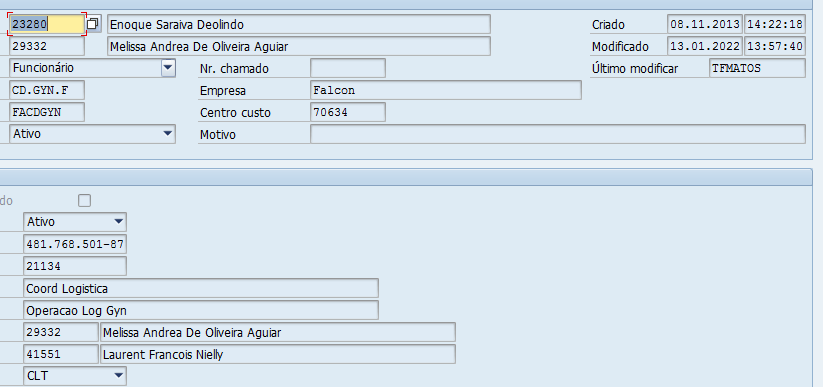 23280 Enoque Saraiva Deolindo Criado 08.11.2013 14:22:18
29332 Melissa Andrea De Oliveira Aguiar Modificado 13.01.2022 13:57:40
Funcionário Nr. chamado Último modificar TFMATOS
CD.GYN.F Empresa Falcon
FACDGYN Centro custo 70634
Ativo Motivo
do
Ativo
481.768.501-87
21134
Coord Logistica
Operacao Log Gyn
29332 Melissa Andrea De Oliveira Aguiar
41551 Laurent Francois Nielly
CLT